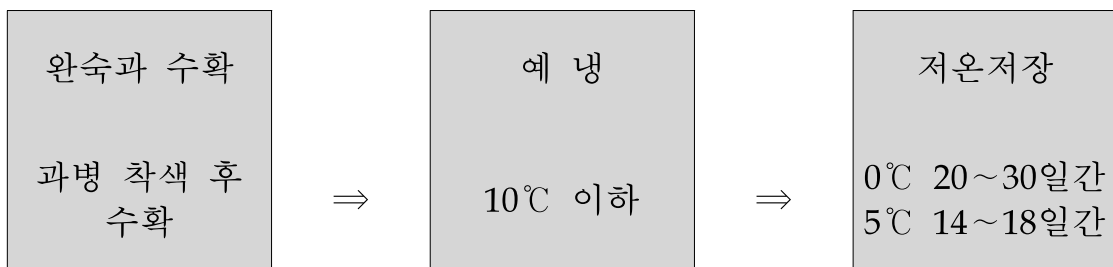 완숙과 수확
과병 착색 후
수확
⇒
예 냉
10℃ 이하
⇒
저온저장
0℃ 20～30일간
5℃ 14～18일간